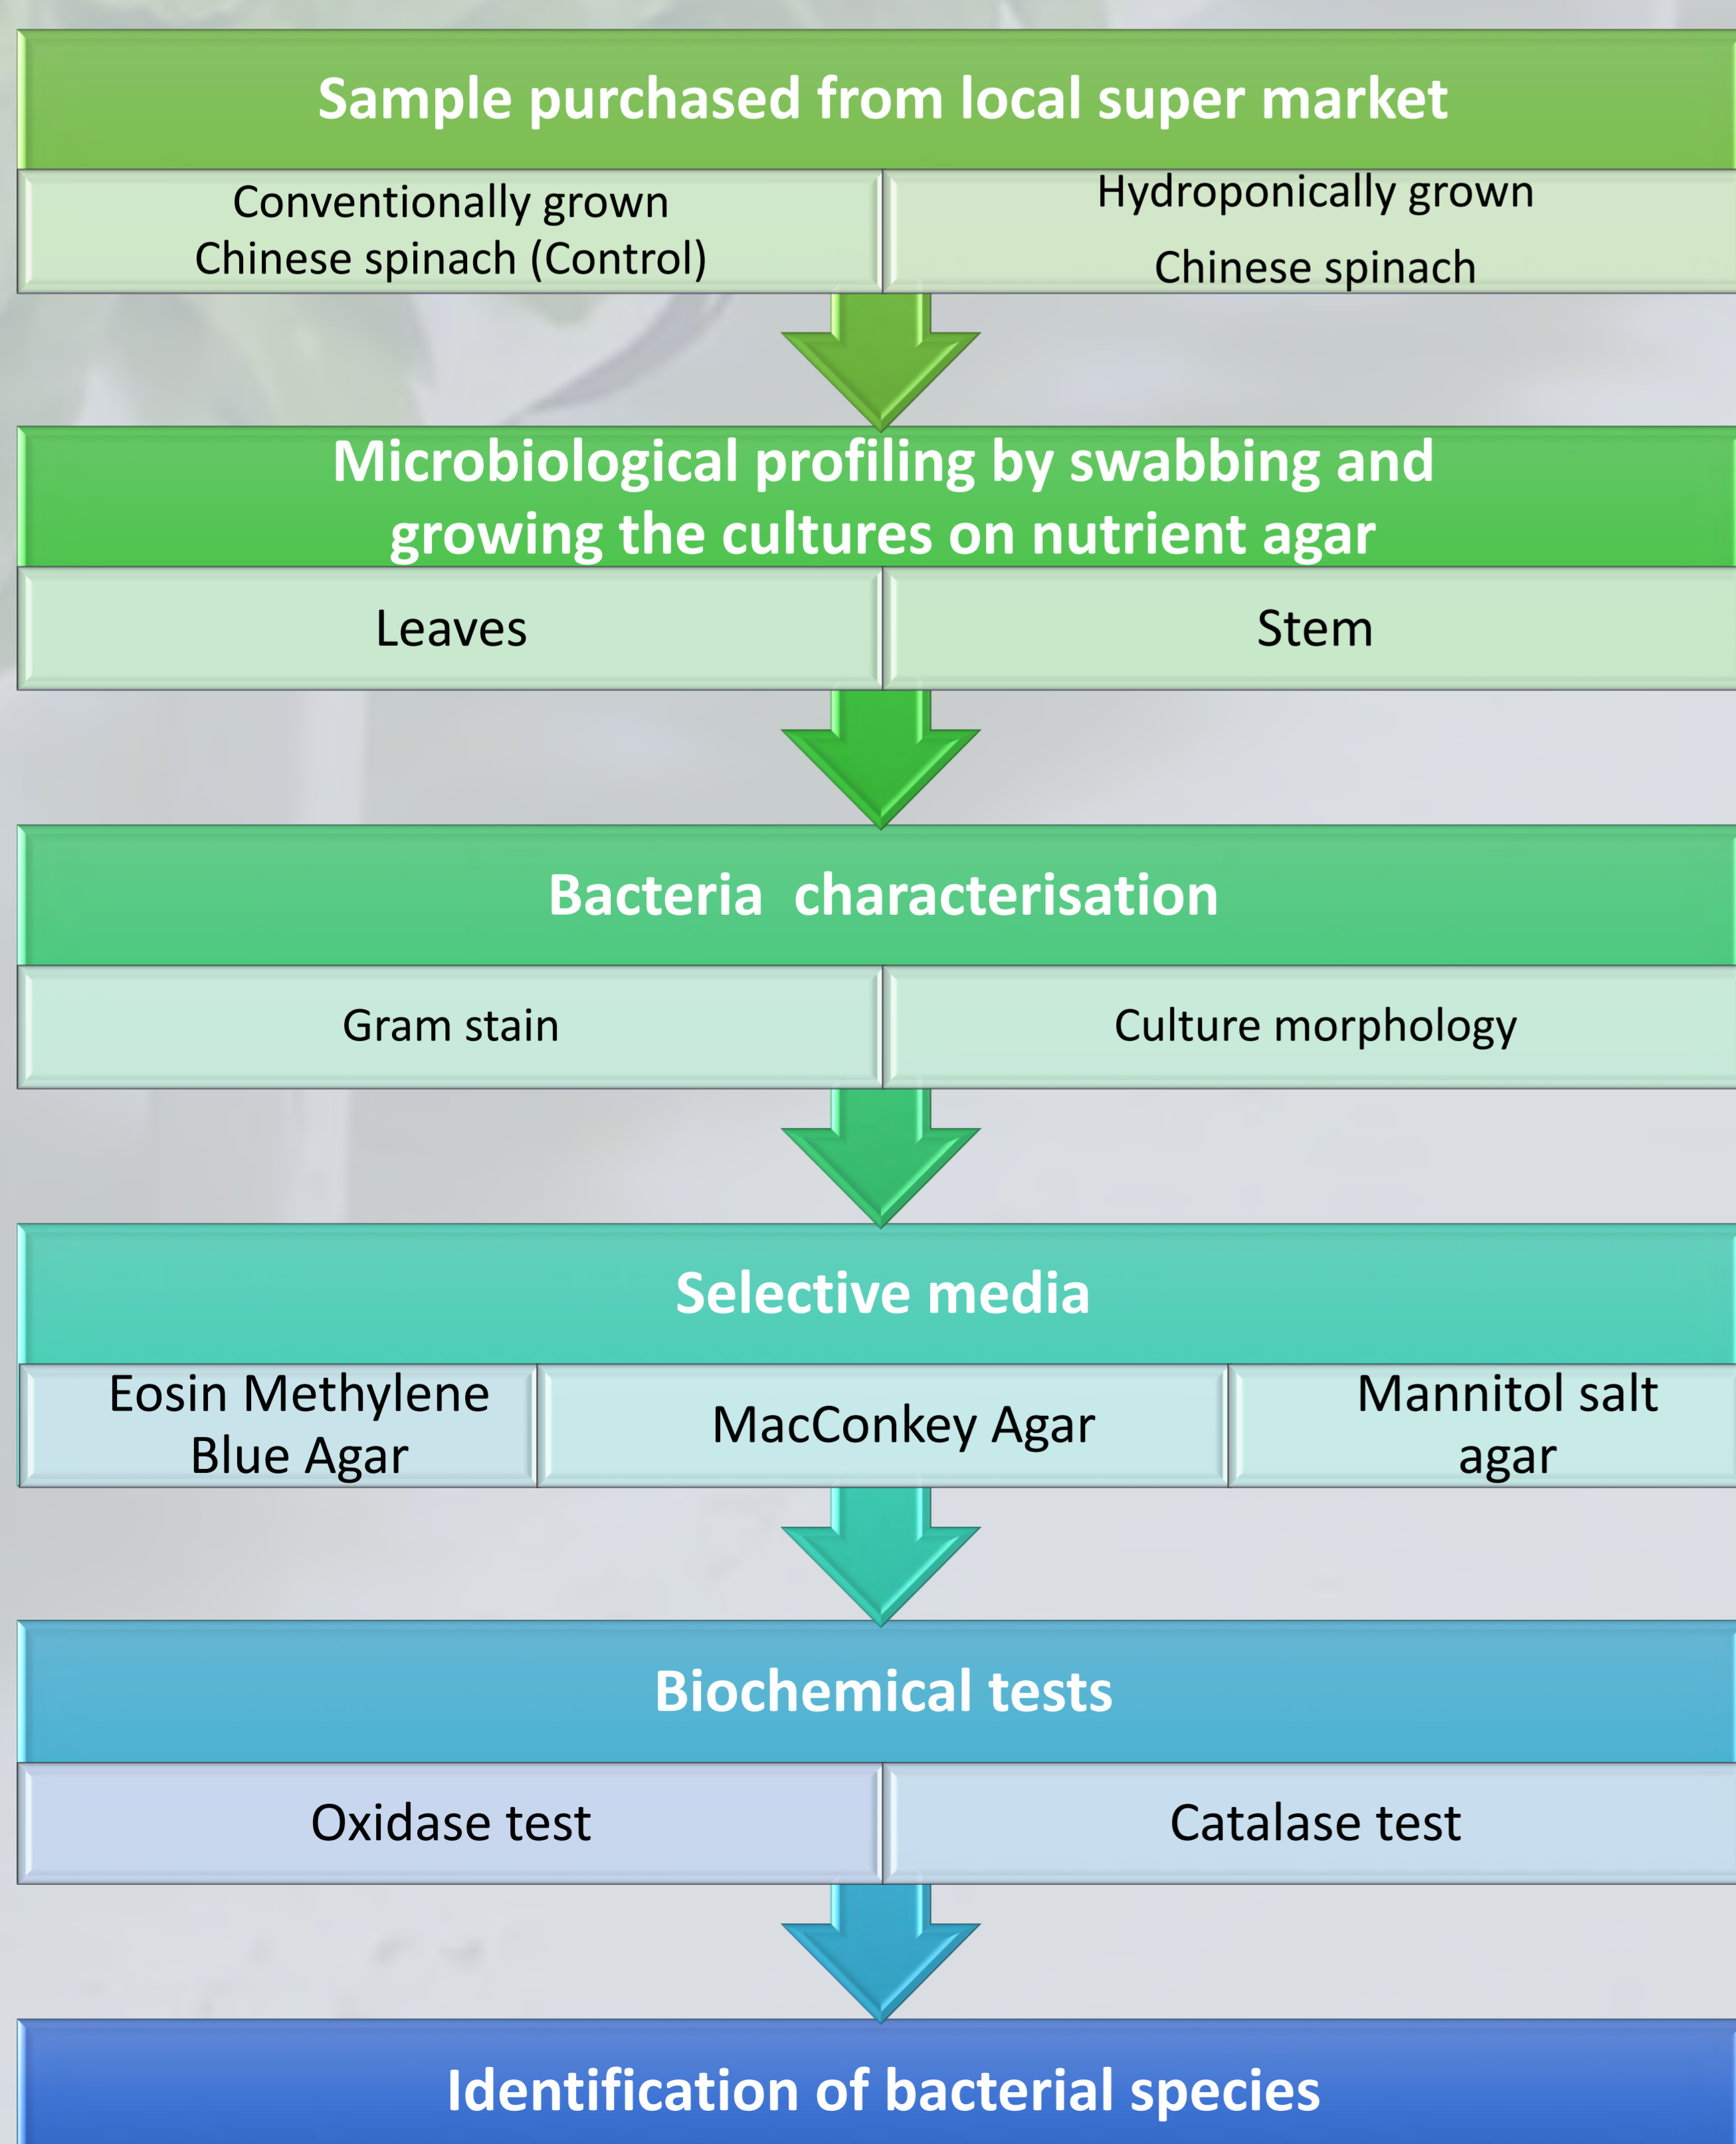 Sample purchased from local super market
Conventionally grown
Chinese spinach (Control)
Hydroponically grown
Chinese spinach
Microbiological profiling by swabbing and
growing the cultures on nutrient agar
Leaves
Stem
Bacteria  characterisation
Gram stain
Culture morphology
Selective media
Eosin Methylene
Blue Agar
MacConkey Agar
Mannitol salt
agar
Biochemical tests
Oxidase test
Catalase test
Identification of bacterial species